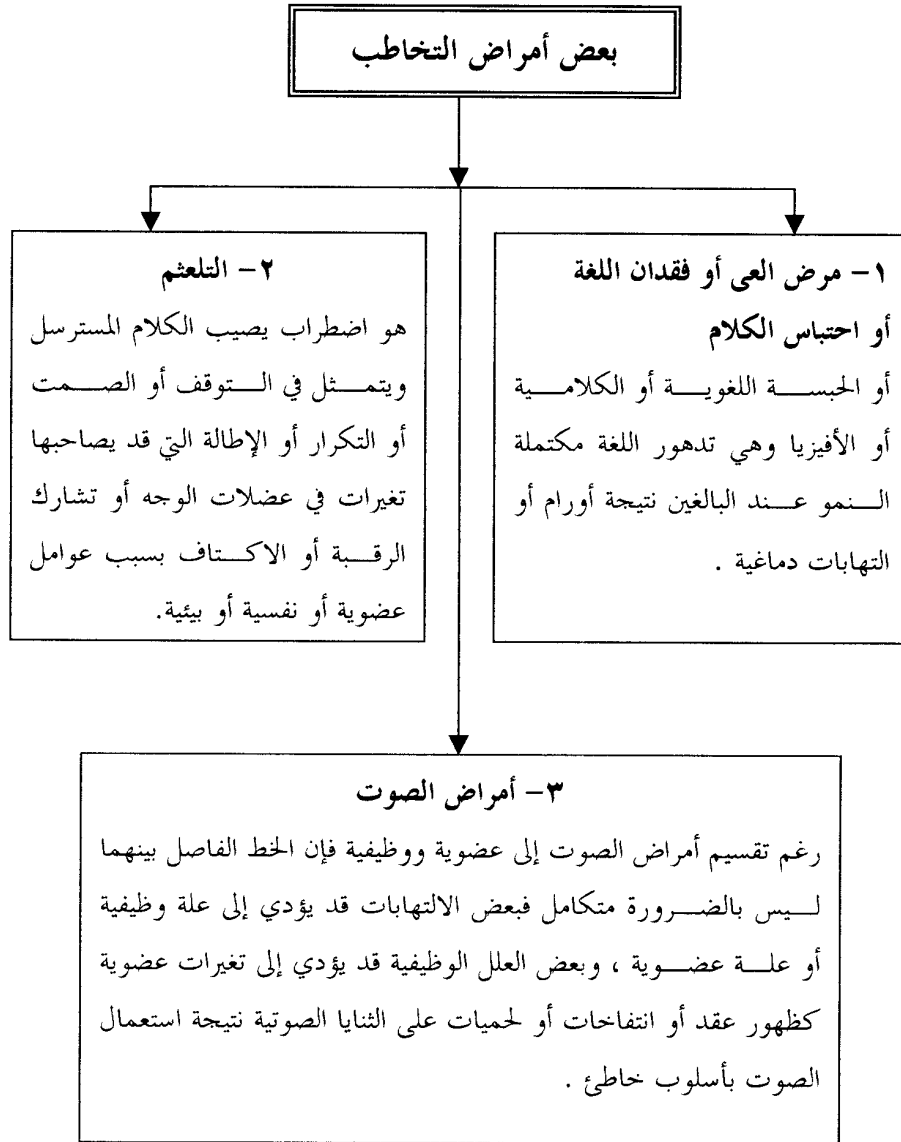 بعض أمراض التخاطب
١- مرض العى أو فقدان اللغة
أو احتباس الكلام
أو الحبسة اللغوية أو الكلامية
أو الأفيزيا وهي تدهور اللغة مكتملة
النمو عند البالغين نتيجة أورام أو
التهابات دماغية .
٢- التلعثم
هو اضطراب يصيب الكلام المسترسل
ويتمثل في التوقف أو الصمت
أو التكرار أو الإطالة التي قد يصاحبها
تغيرات في عضلات الوجه أو تشارك
الرقبة أو الاكتاف بسبب عوامل
عضوية أو نفسية أو بيئية.
٣- أمراض الصوت
رغم تقسيم أمراض الصوت إلى عضوية ووظيفية فإن الخط الفاصل بينهما
ليس بالضرورة متكامل فبعض الالتهابات قد يؤدي إلى علة وظيفية
أو علة عضوية ، وبعض العلل الوظيفية قد يؤدي إلى تغيرات عضوية
كظهور عقد أو انتفاخات أو لحميات على الثنايا الصوتية نتيجة استعمال
الصوت بأسلوب خاطئ .